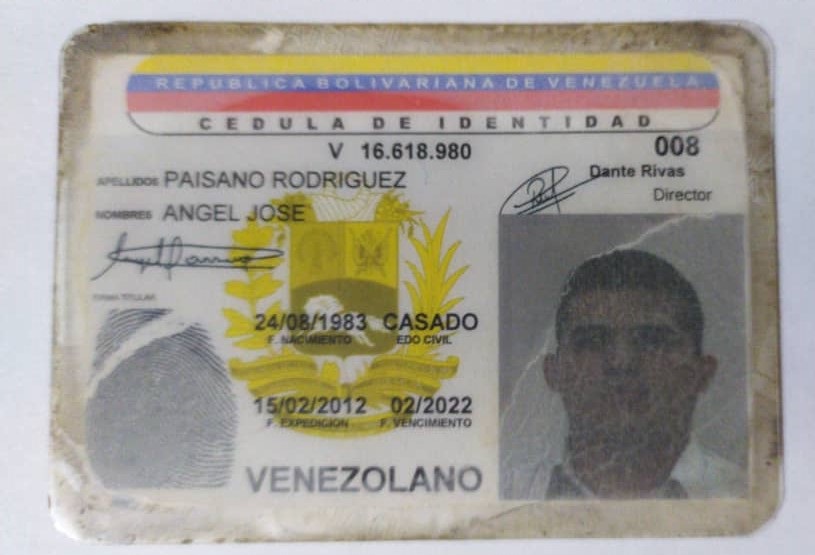 REPUBLICA BOLIVARIANA DE VENEZUELA
CEDULA DE IDENTIDAD
V 16.618.980 008
APELLIDOS PAISANO RODRIGUEZ
Dante Rivas
Director
NOMBRES ANGEL JOSE
FIRMA TITULAR
24/08/1983 CASADO
F. NACIMIENTO EDO CIVIL
15/02/2012 02/2022
F. EXPEDICION F. VENCIMIENTO
VENEZOLANO